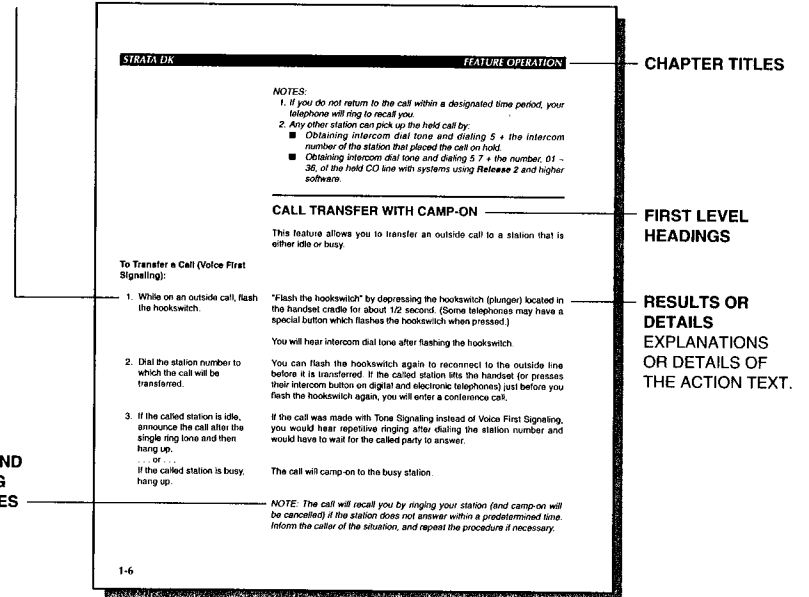 STRATA DK FEATURE OPERATION
CHAPTER TITLES
NOTES:
1. If you do not return to the call within a designated time period, your
telephone will ring to recall you.
2. Any other station can pick up the held call by:
■ Obtaining intercom dial tone and dialing 5 + the intercom
number of the station that placed the call on hold.
■ Obtaining intercom dial tone and dialing 5 7 + the number, 01 ~
36, of the held CO line with systems using Release 2 and higher
software.
CALL TRANSFER WITH CAMP-ON
FIRST LEVEL
HEADINGS
This feature allows you to transfer an outside call to a station that is
either idle or busy.
To Transfer a Call (Voice First
Signaling):
1. While on an outside call, flash
the hookswitch.
"Flash the hookswitch" by depressing the hookswitch (plunger) located in
the handset cradle for about 1/2 second. (Some telephones may have a
special button which flashes the hookswitch when pressed.)
You will hear intercom dial tone after flashing the hookswitch.
RESULTS OR
DETAILS
EXPLANATIONS
OR DETAILS OF
THE ACTION TEXT.
2. Dial the station number to
which the call will be
transferred.
You can flash the hookswitch again to reconnect to the outside line
before it is transferred. If the called station lifts the handset (or presses
their intercom button on digital and electronic telephones) just before you
flash the hookswitch again, you will enter a conference call.
3. If the called station is idle,
announce the call after the
single ring tone and then
hang up.
. . . or . . .
If the called station is busy,
hang up.
If the call was made with Tone Signaling instead of Voice First Signaling,
you would hear repetitive ringing after dialing the station number and
would have to wait for the called party to answer.
The call will camp-on to the busy station.
ND
G
ES
NOTE: The call will recall you by ringing your station (and camp-on will
be cancelled) if the station does not answer within a predetermined time.
Inform the caller of the situation, and repeat the procedure if necessary.
1-6